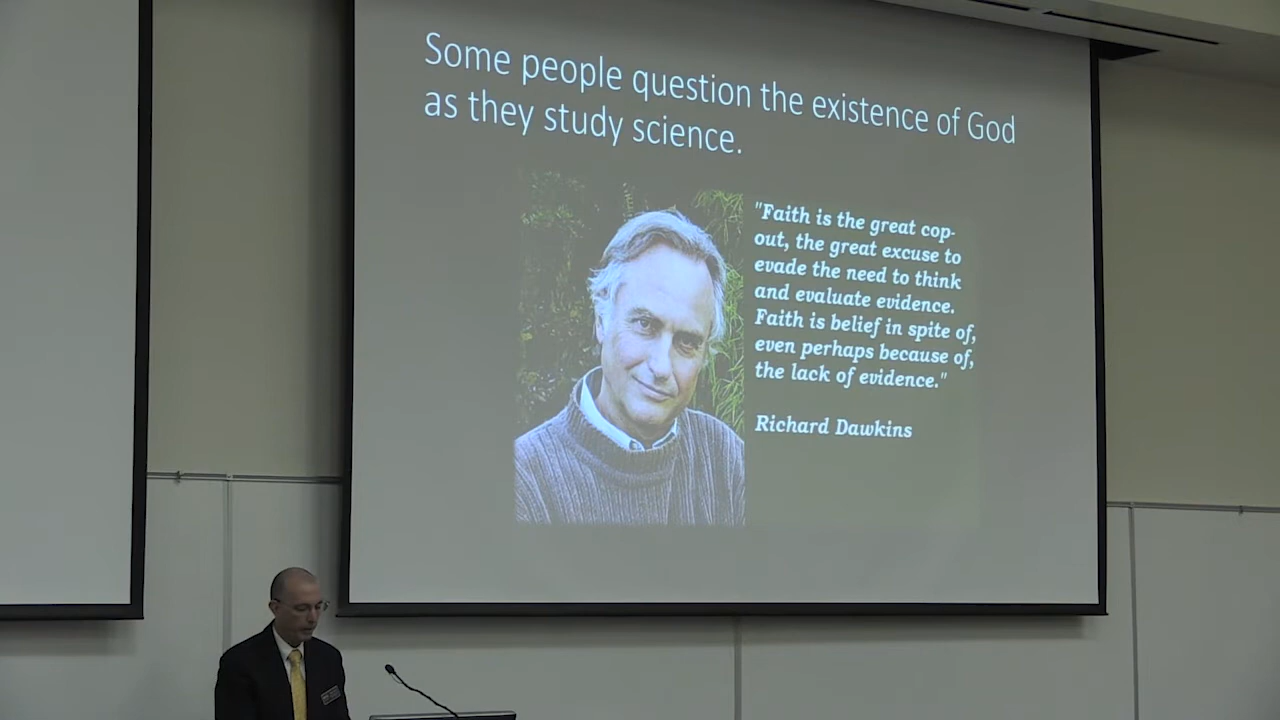 Some people question the existence of God
as they study science.
"Faith is the great cop-
out, the great excuse to
evade the need to think
and evaluate evidence.
Faith is belief in spite of,
even perhaps because of,
the lack of evidence."
Richard Dawkins